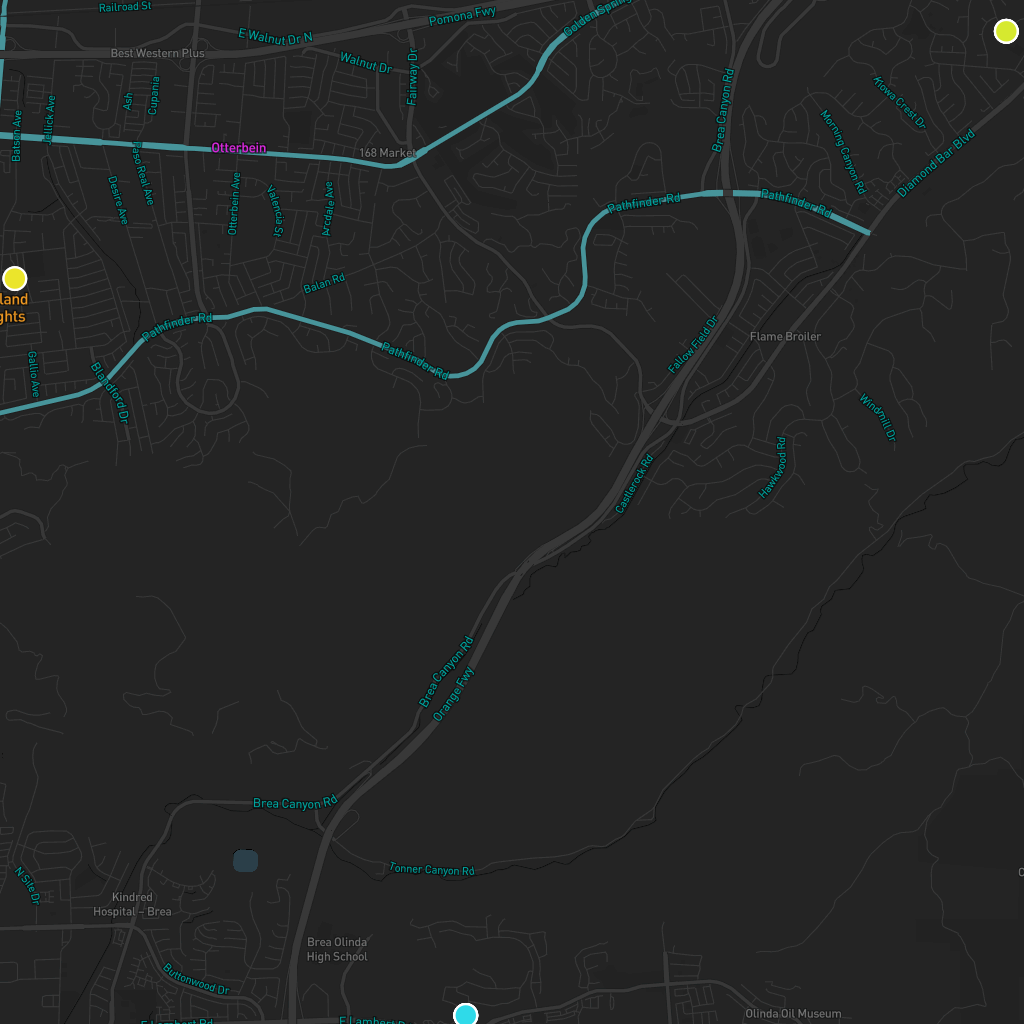 Railroad St
Pomona Fwy
Golden Spring
E Walnut Dr N
Best Western Plus
Walnut Dr
Fairway Dr
Brea Canyon Rd
Kiowa Crest Dr
Ash
Cupania
Batson Ave
Jellick Ave
Morning Canyon Rd
Diamond Bar Blvd
Otterbein
168 Market
Paso Real Ave
Desire Ave
Otterbein Ave
Valencia St
Arcdale Ave
Pathfinder Rd
Pathfinder Rd
Balan Rd
land
ghts
Pathfinder Rd
Fallow Field Dr
Flame Broiler
Pathfinder Rd
Gallio Ave
Blandford Dr
Windmill Dr
Hawkwood Rd
Castlerock Rd
Brea Canyon Rd
Orange Fwy
Brea Canyon Rd
Tonner Canyon Rd
N Site Dr
Kindred
Hospital – Brea
Brea Olinda
High School
Buttonwood Dr
Olinda Oil Museum
E Lambert Rd
E Lambert R